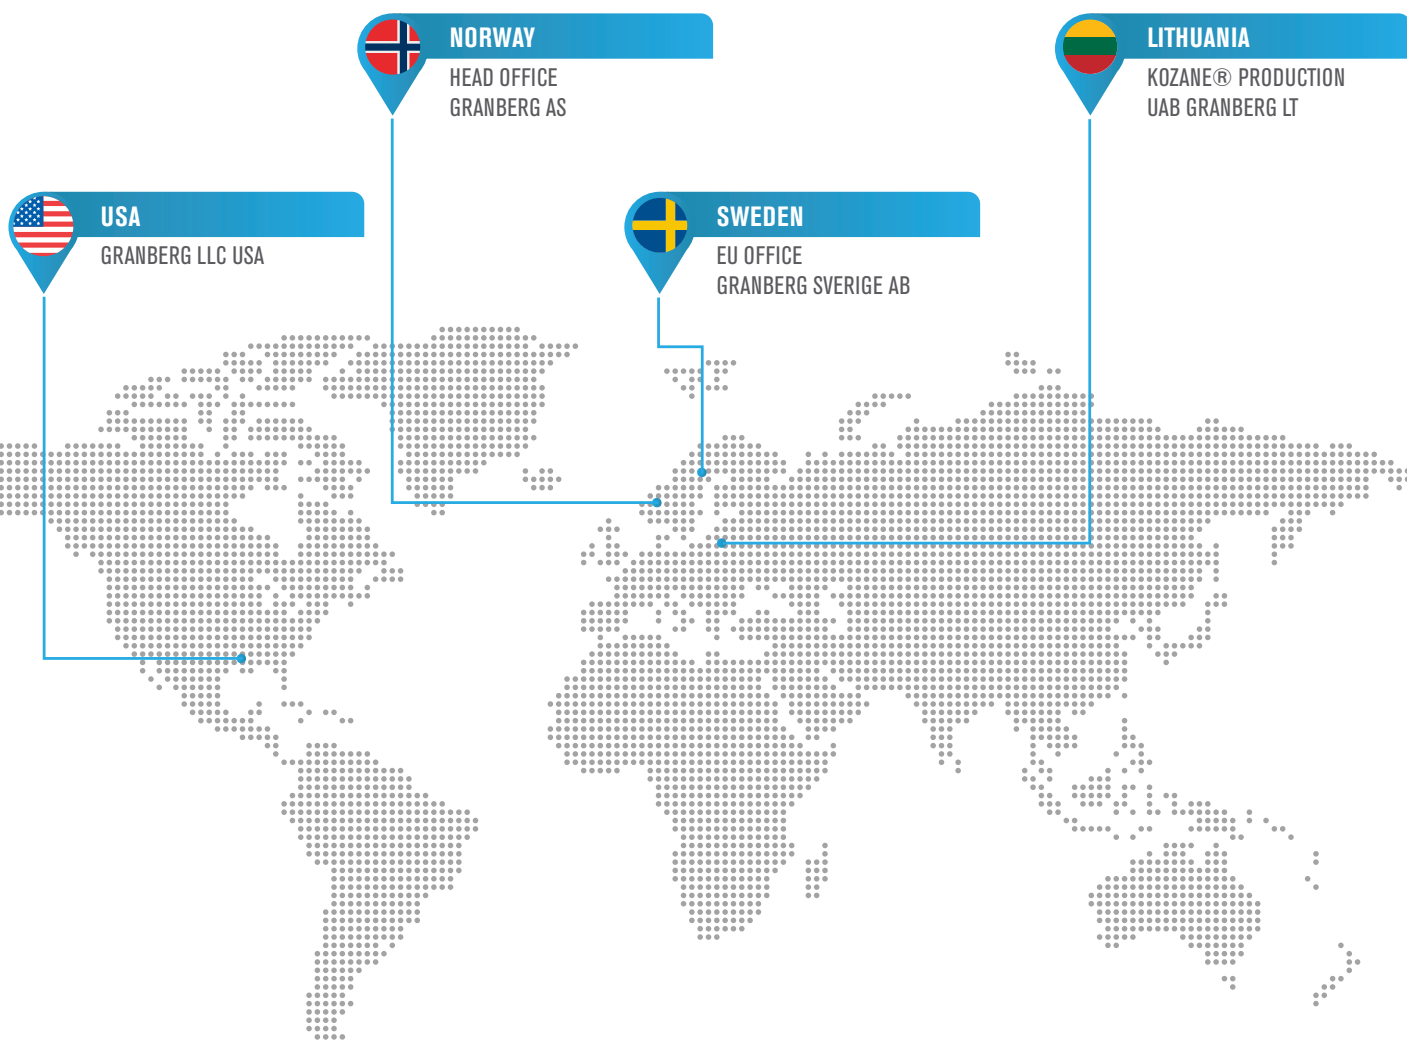 NORWAY
HEAD OFFICE
GRANBERG AS
LITHUANIA
KOZANE® PRODUCTION
UAB GRANBERG LT
USA
GRANBERG LLC USA
SWEDEN
EU OFFICE
GRANBERG SVERIGE AB